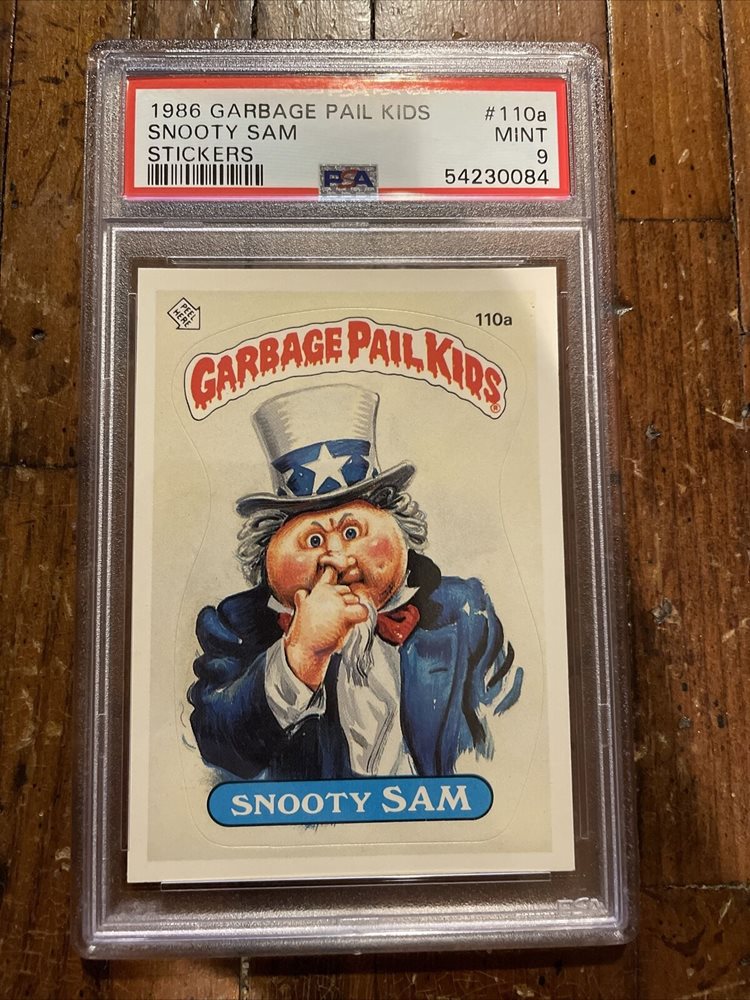 1986 GARBAGE PAIL KIDS #110a
SNOOTY SAM MINT
STICKERS 9
PSA 54230084
PEEL HERE
110a
GARBAGE PAIL KIDS®
SNOOTY SAM
PSA